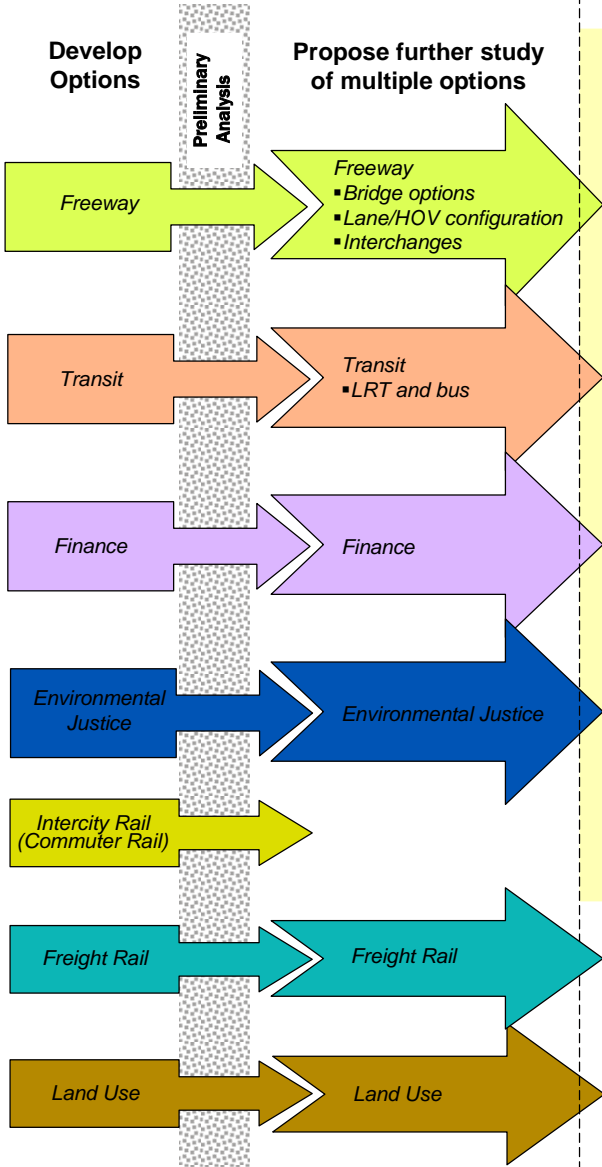 Develop
Options
Preliminary
Analysis
Propose further study
of multiple options
Freeway
Freeway
▪Bridge options
▪Lane/HOV configuration
▪Interchanges
Transit
Transit
▪LRT and bus
Finance
Finance
Environmental
Justice
Environmental Justice
Intercity Rail
(Commuter Rail)
Freight Rail
Freight Rail
Land Use
Land Use